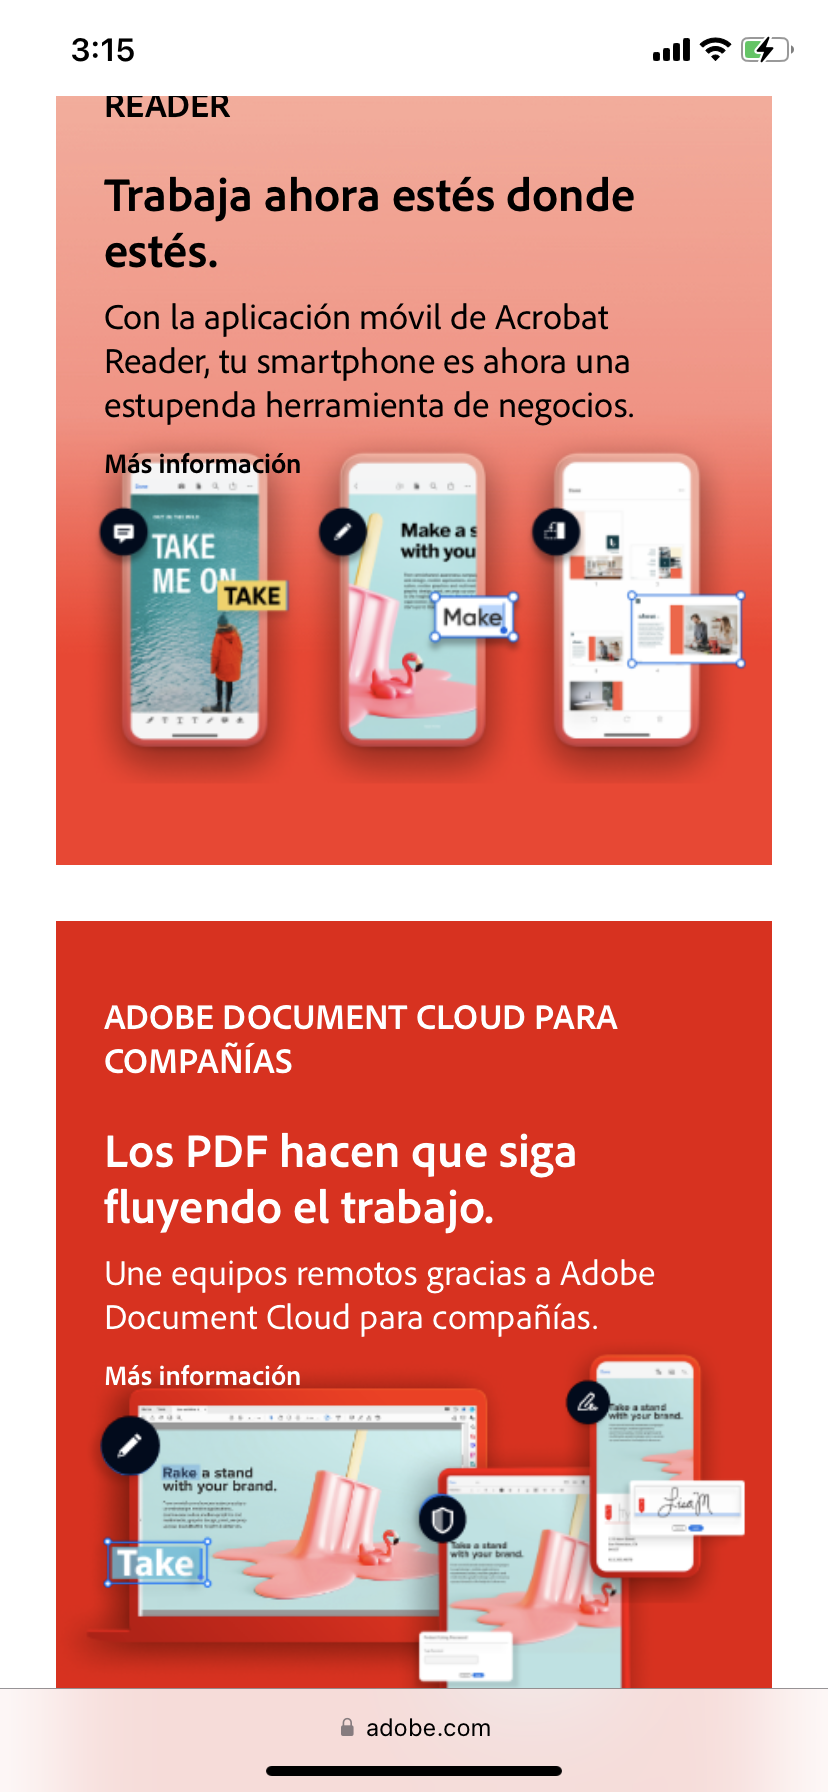 3:15
READER
Trabaja ahora estés donde
estés.
Con la aplicación móvil de Acrobat
Reader, tu smartphone es ahora una
estupenda herramienta de negocios.
Más información
TAKE
ME ON
TAKE
Make a s
with you
Make
ADOBE DOCUMENT CLOUD PARA
COMPAÑÍAS
Los PDF hacen que siga
fluyendo el trabajo.
Une equipos remotos gracias a Adobe
Document Cloud para compañías.
Más información
Rake a stand
with your brand.
Take
Take a stand
with your brand.
Take a stand
with your brand.
LisaM
adobe.com